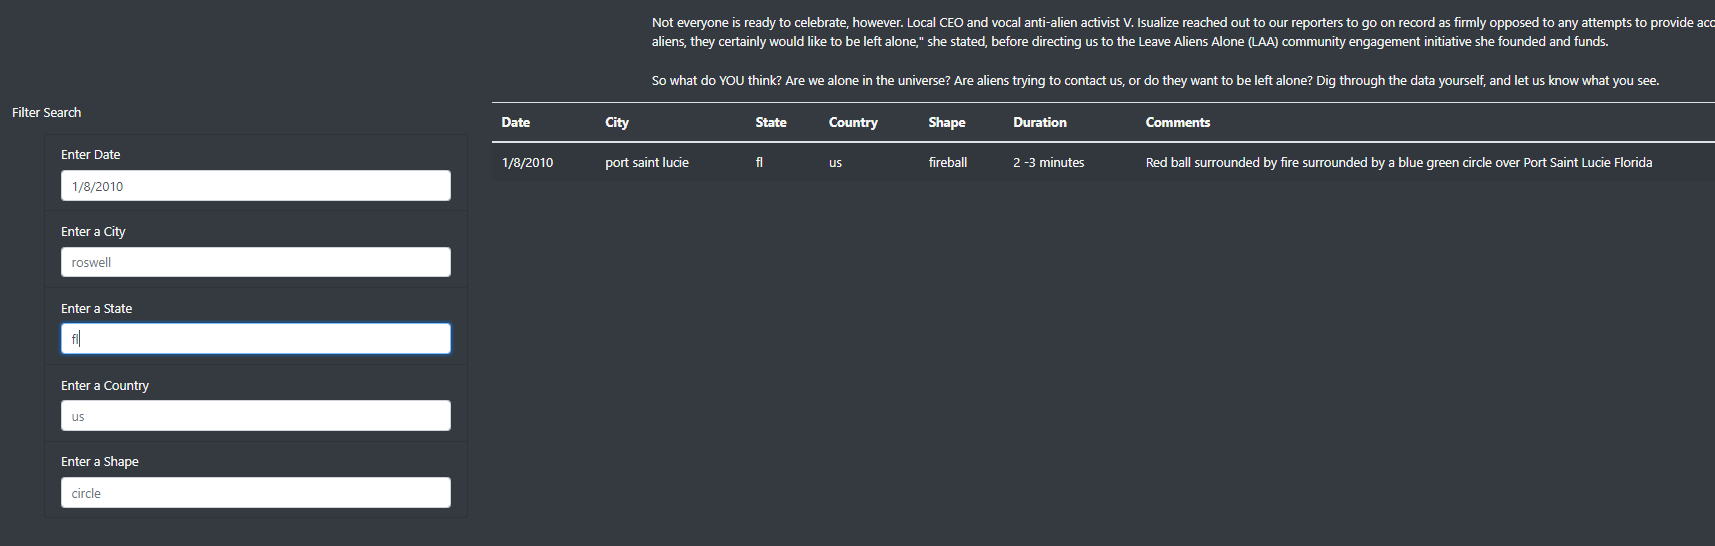 Not everyone is ready to celebrate, however. Local CEO and vocal anti-alien activist V. Isualize reached out to our reporters to go on record as firmly opposed to any attempts to provide
aliens, they certainly would like to be left alone," she stated, before directing us to the Leave Aliens Alone (LAA) community engagement initiative she founded and funds.
So what do YOU think? Are we alone in the universe? Are aliens trying to contact us, or do they want to be left alone? Dig through the data yourself, and let us know what you see.
Filter Search
Enter Date
1/8/2010
Enter a City
roswell
Enter a State
fl
Enter a Country
us
Enter a Shape
circle
Date City State Country Shape Duration Comments
1/8/2010 port saint lucie fl us fireball 2 -3 minutes Red ball surrounded by fire surrounded by a blue green circle over Port Saint Lucie Florida